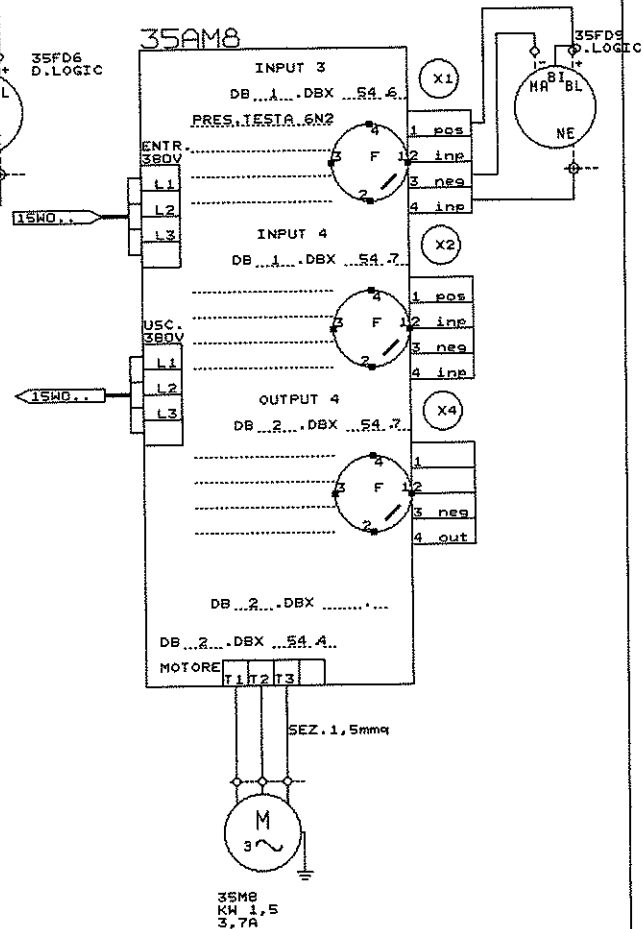 35FD6
D.LOGIC
L
+
35AM8
INPUT 3
DB 1 .DBX 54.6
PRES.TESTA 6N2
ENTR.
380V
L1
L2
L3
15W0..
4
3 F 1
2
X1
1 pos
2 inp
3 neg
4 inp
35FD9
D.LOGIC
- +
MA BI BL
NE
INPUT 4
DB 1 .DBX 54.7
4
3 F 1
2
X2
1 pos
2 inp
3 neg
4 inp
USC.
380V
L1
L2
L3
15W0..
OUTPUT 4
DB 2 .DBX 54.7
4
3 F 1
2
X4
1
2
3 neg
4 out
DB 2 .DBX .
DB 2 .DBX 54.4
MOTORE
T1 T2 T3
SEZ.1,5mmq
M
3~
35M8
KW 1,5
3,7A